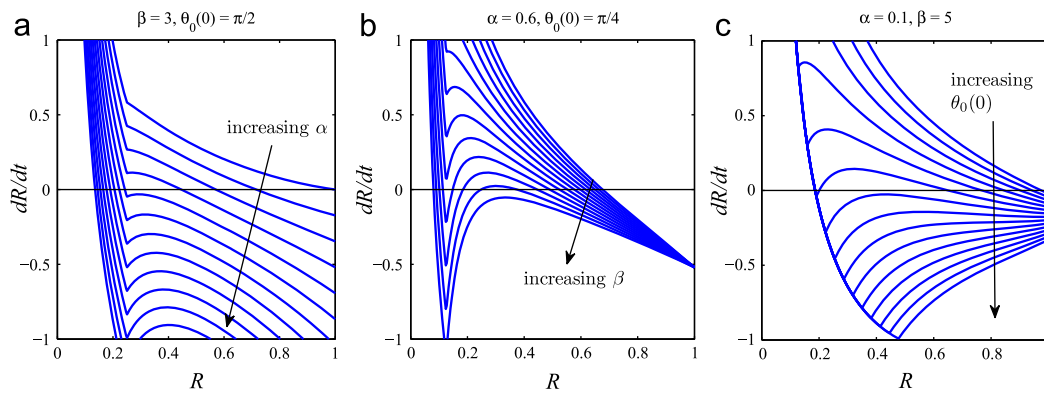 a
β = 3, θ₀(0) = π/2
dR/dt
1
0.5
0
−0.5
−1
increasing α
0 0.2 0.4 0.6 0.8 1
R
b
α = 0.6, θ₀(0) = π/4
dR/dt
1
0.5
0
−0.5
−1
increasing β
0 0.2 0.4 0.6 0.8 1
R
c
α = 0.1, β = 5
dR/dt
1
0.5
0
−0.5
−1
increasing
θ₀(0)
0 0.2 0.4 0.6 0.8
R